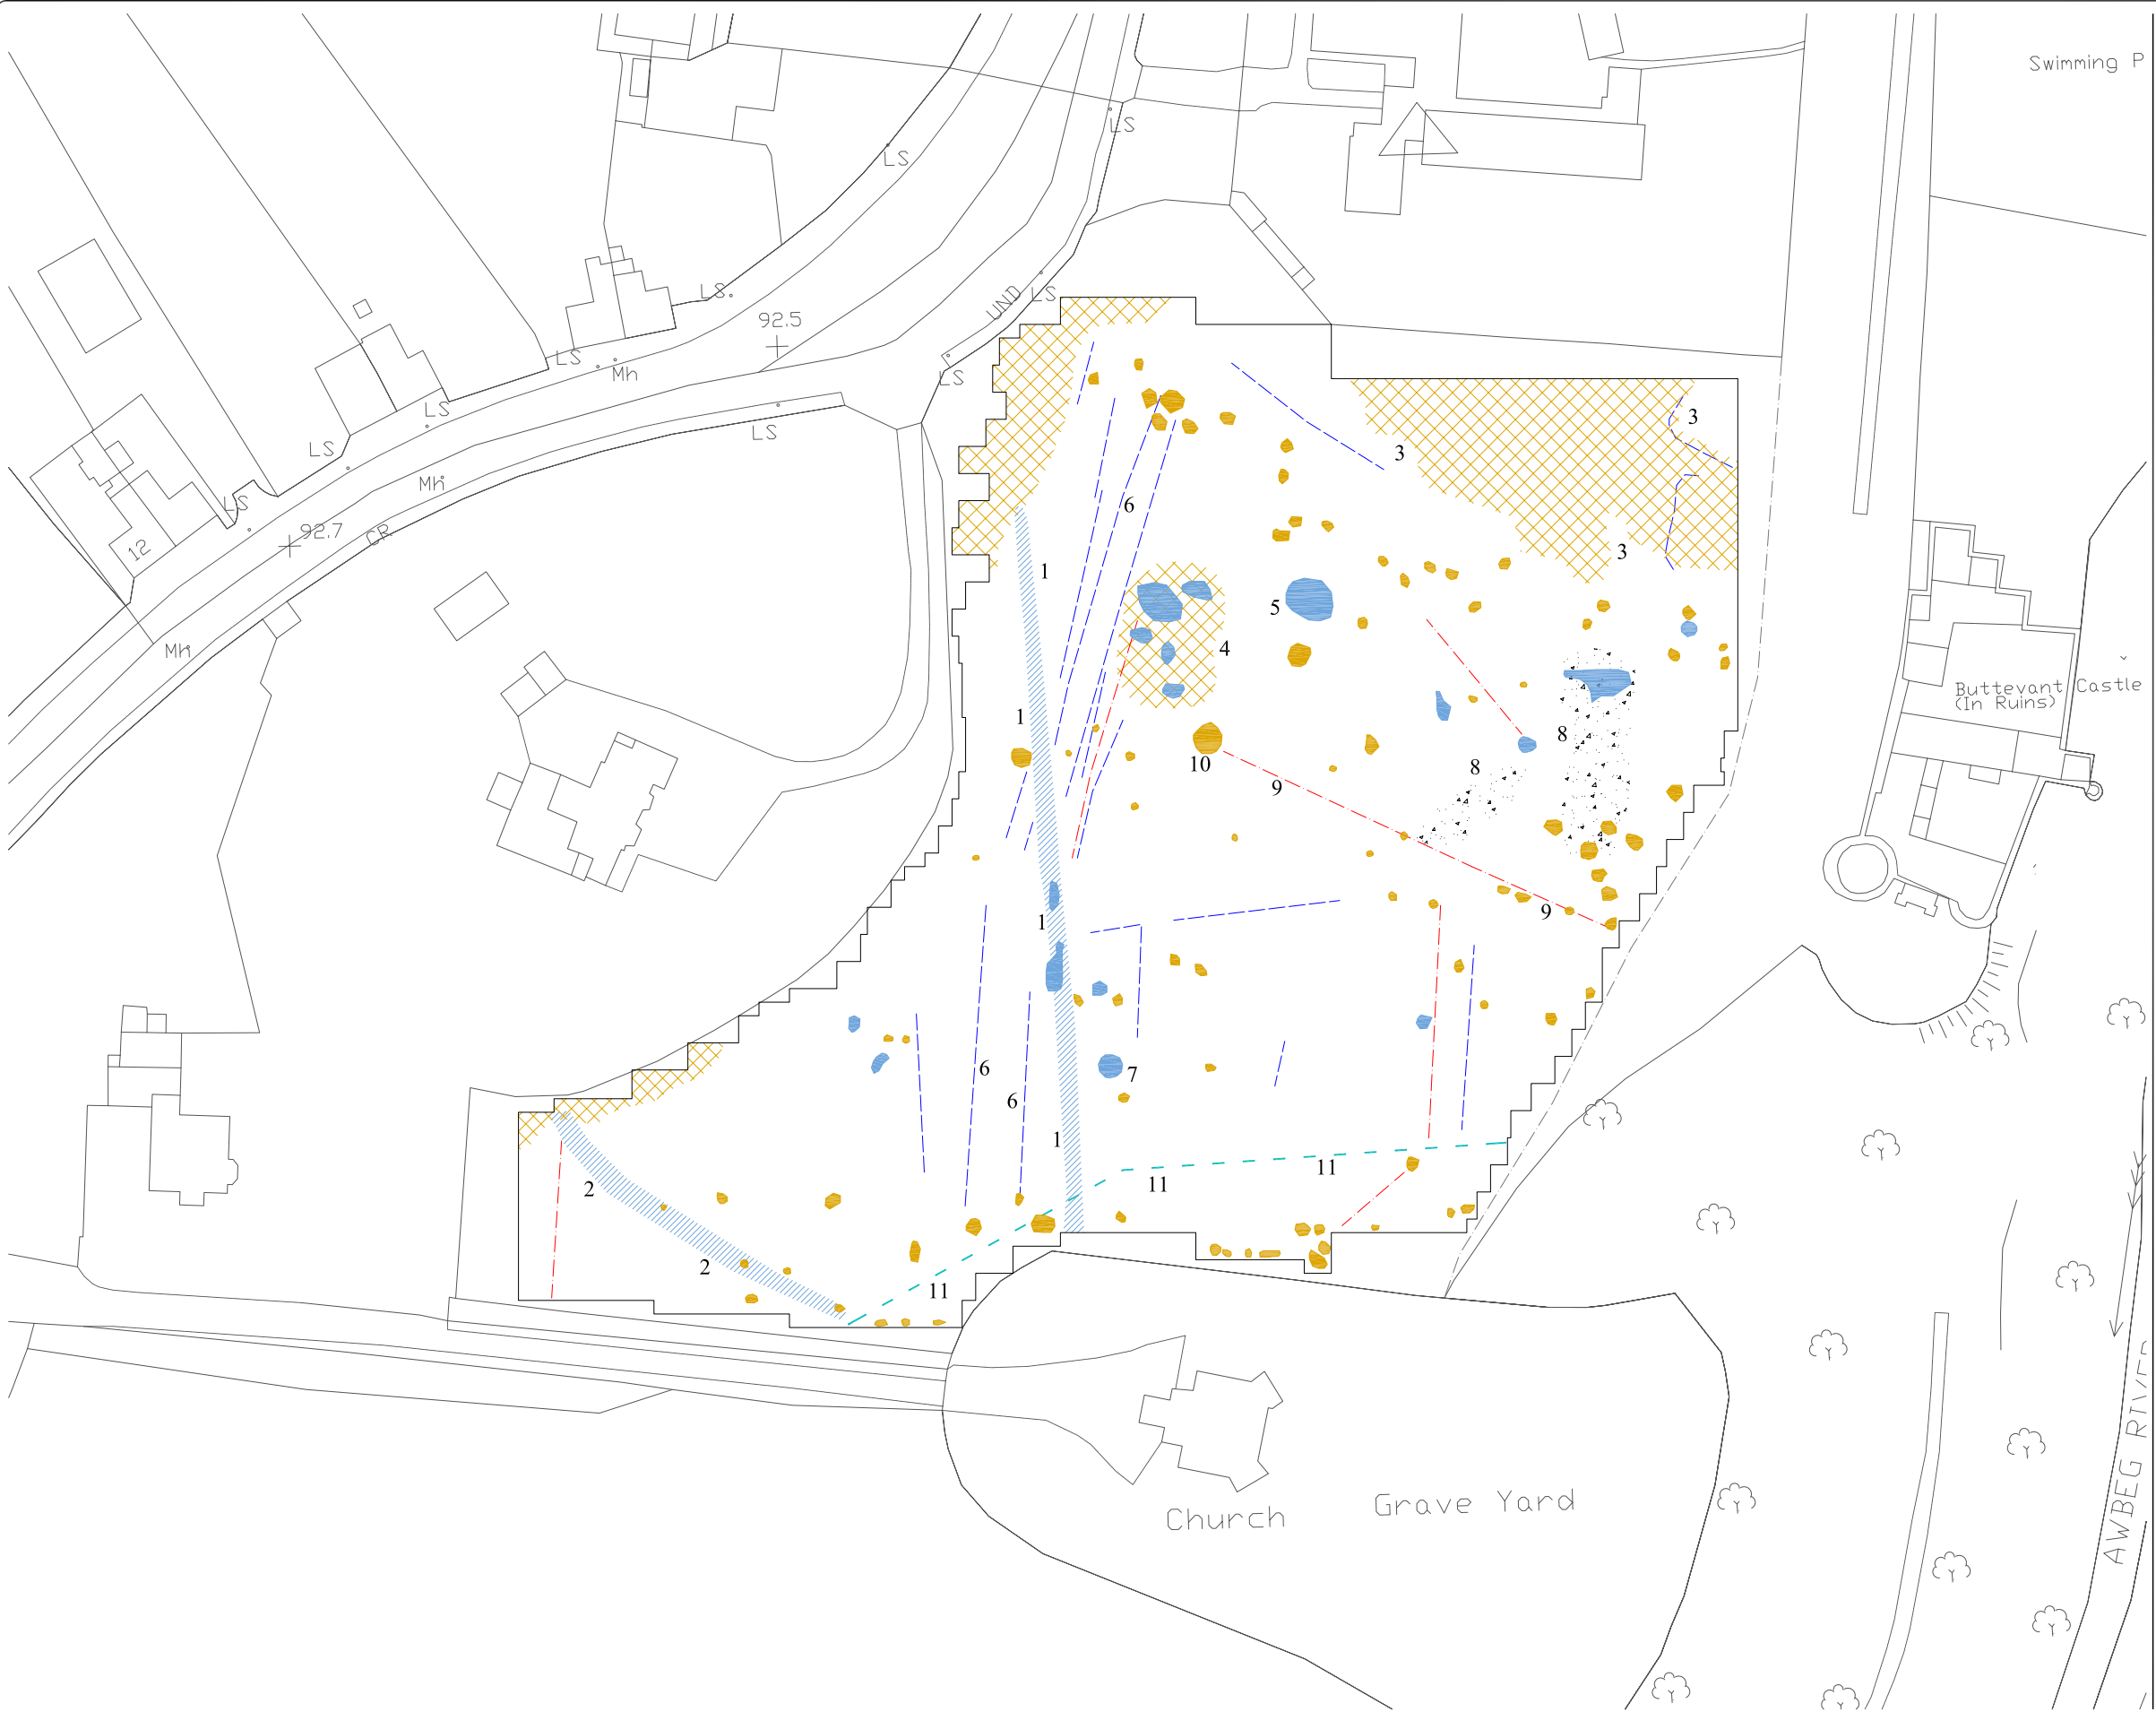 Swimming P
LS
LS
UND
LS
LS
92.5
LS
Mh
LS
LS
LS
LS
3
LS
3
6
Mh
LS
92.7
CR
12
3
1
5
4
Mh
Buttevant Castle
(In Ruins)
1
8
10
8
9
9
1
6
7
6
1
11
11
2
2
11
AWBEG RIVER
Church
Grave Yard